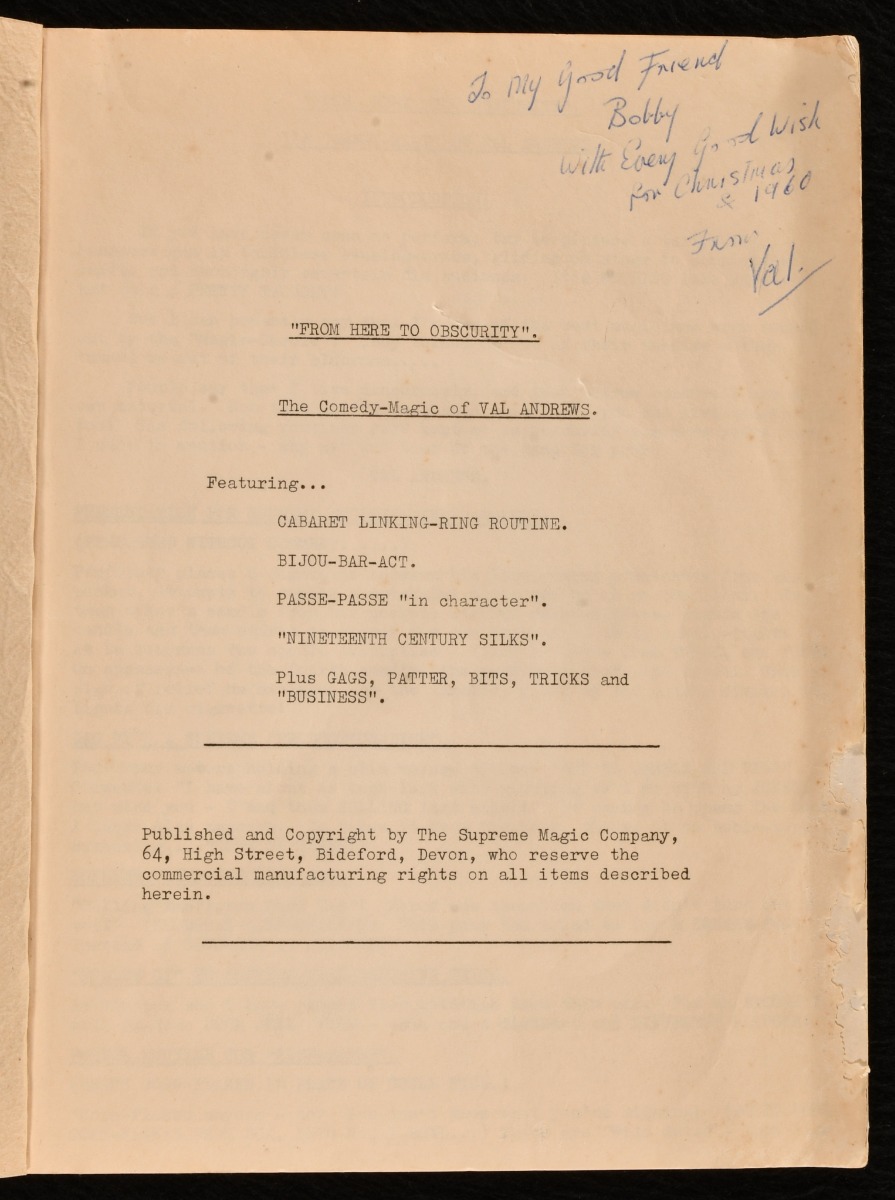 To My Good Friend
Bobby
With Every Good Wish
for Christmas
& 1960
From
Val.
"FROM HERE TO OBSCURITY".
The Comedy-Magic of VAL ANDREWS.
Featuring...
CABARET LINKING-RING ROUTINE.
BIJOU-BAR-ACT.
PASSE-PASSE "in character".
"NINETEENTH CENTURY SILKS".
Plus GAGS, PATTER, BITS, TRICKS and
"BUSINESS".
Published and Copyright by The Supreme Magic Company,
64, High Street, Bideford, Devon, who reserve the
commercial manufacturing rights on all items described
herein.